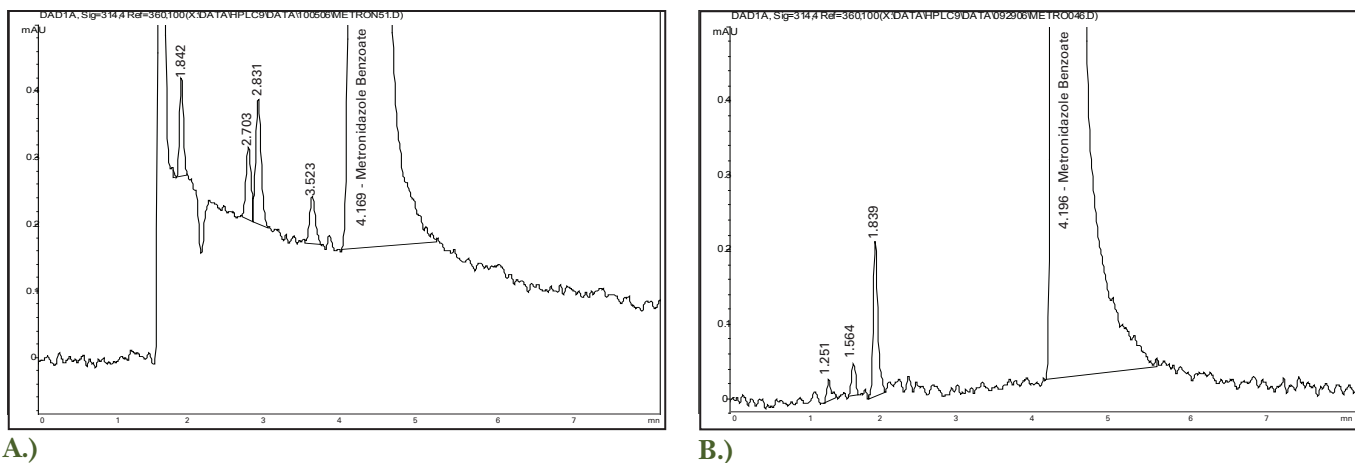 DAD1A, Sig=314,4 Ref=360,100(X:\DATA\HPLC9\DATA\100506\METRON51.D)
mAU
0.4
0.3
0.2
0.1
0
1.842
2.703
2.831
3.523
4.169 - Metronidazole Benzoate
0 1 2 3 4 5 6 7 mn
A.)
DAD1A, Sig=314,4 Ref=360,100(X:\DATA\HPLC9\DATA\092906\METRO046.D)
mAU
0.4
0.3
0.2
0.1
0
1.251
1.564
1.839
4.196 - Metronidazole Benzoate
0 1 2 3 4 5 6 7 mn
B.)